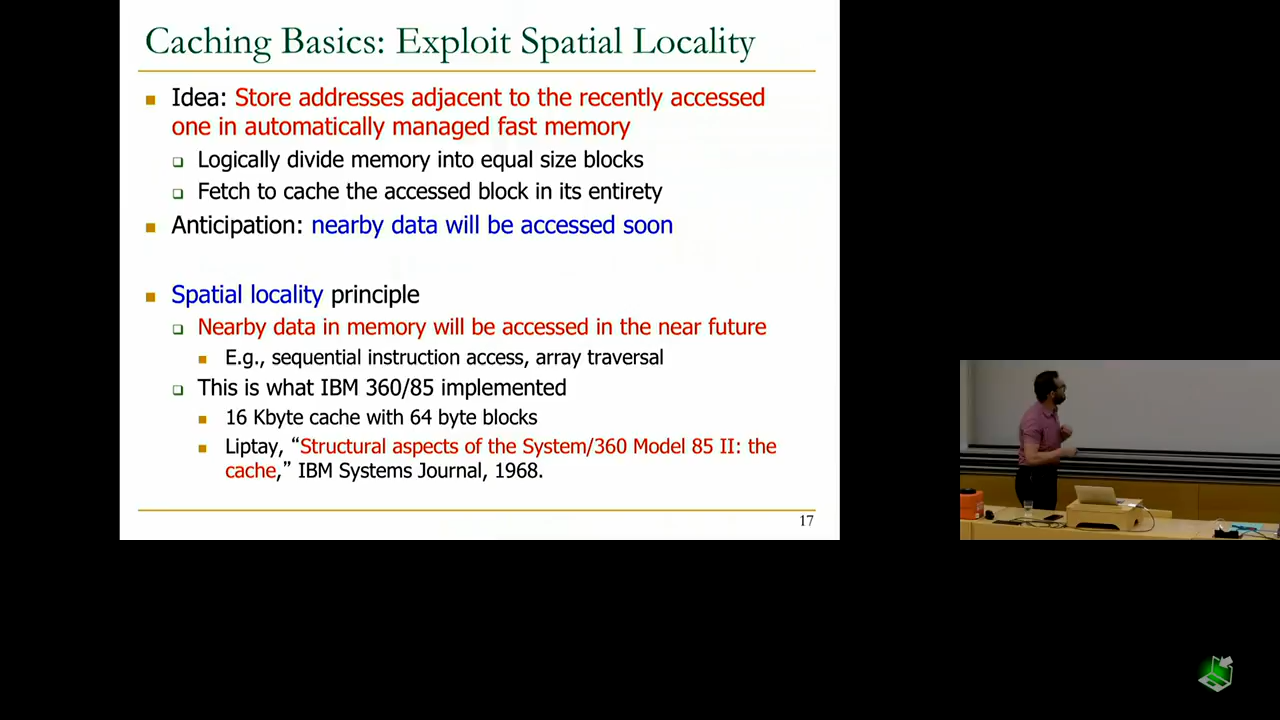 Caching Basics: Exploit Spatial Locality
Idea: Store addresses adjacent to the recently accessed
one in automatically managed fast memory
Logically divide memory into equal size blocks
Fetch to cache the accessed block in its entirety
Anticipation: nearby data will be accessed soon
Spatial locality principle
Nearby data in memory will be accessed in the near future
E.g., sequential instruction access, array traversal
This is what IBM 360/85 implemented
16 Kbyte cache with 64 byte blocks
Liptay, “Structural aspects of the System/360 Model 85 II: the
cache,” IBM Systems Journal, 1968.
17